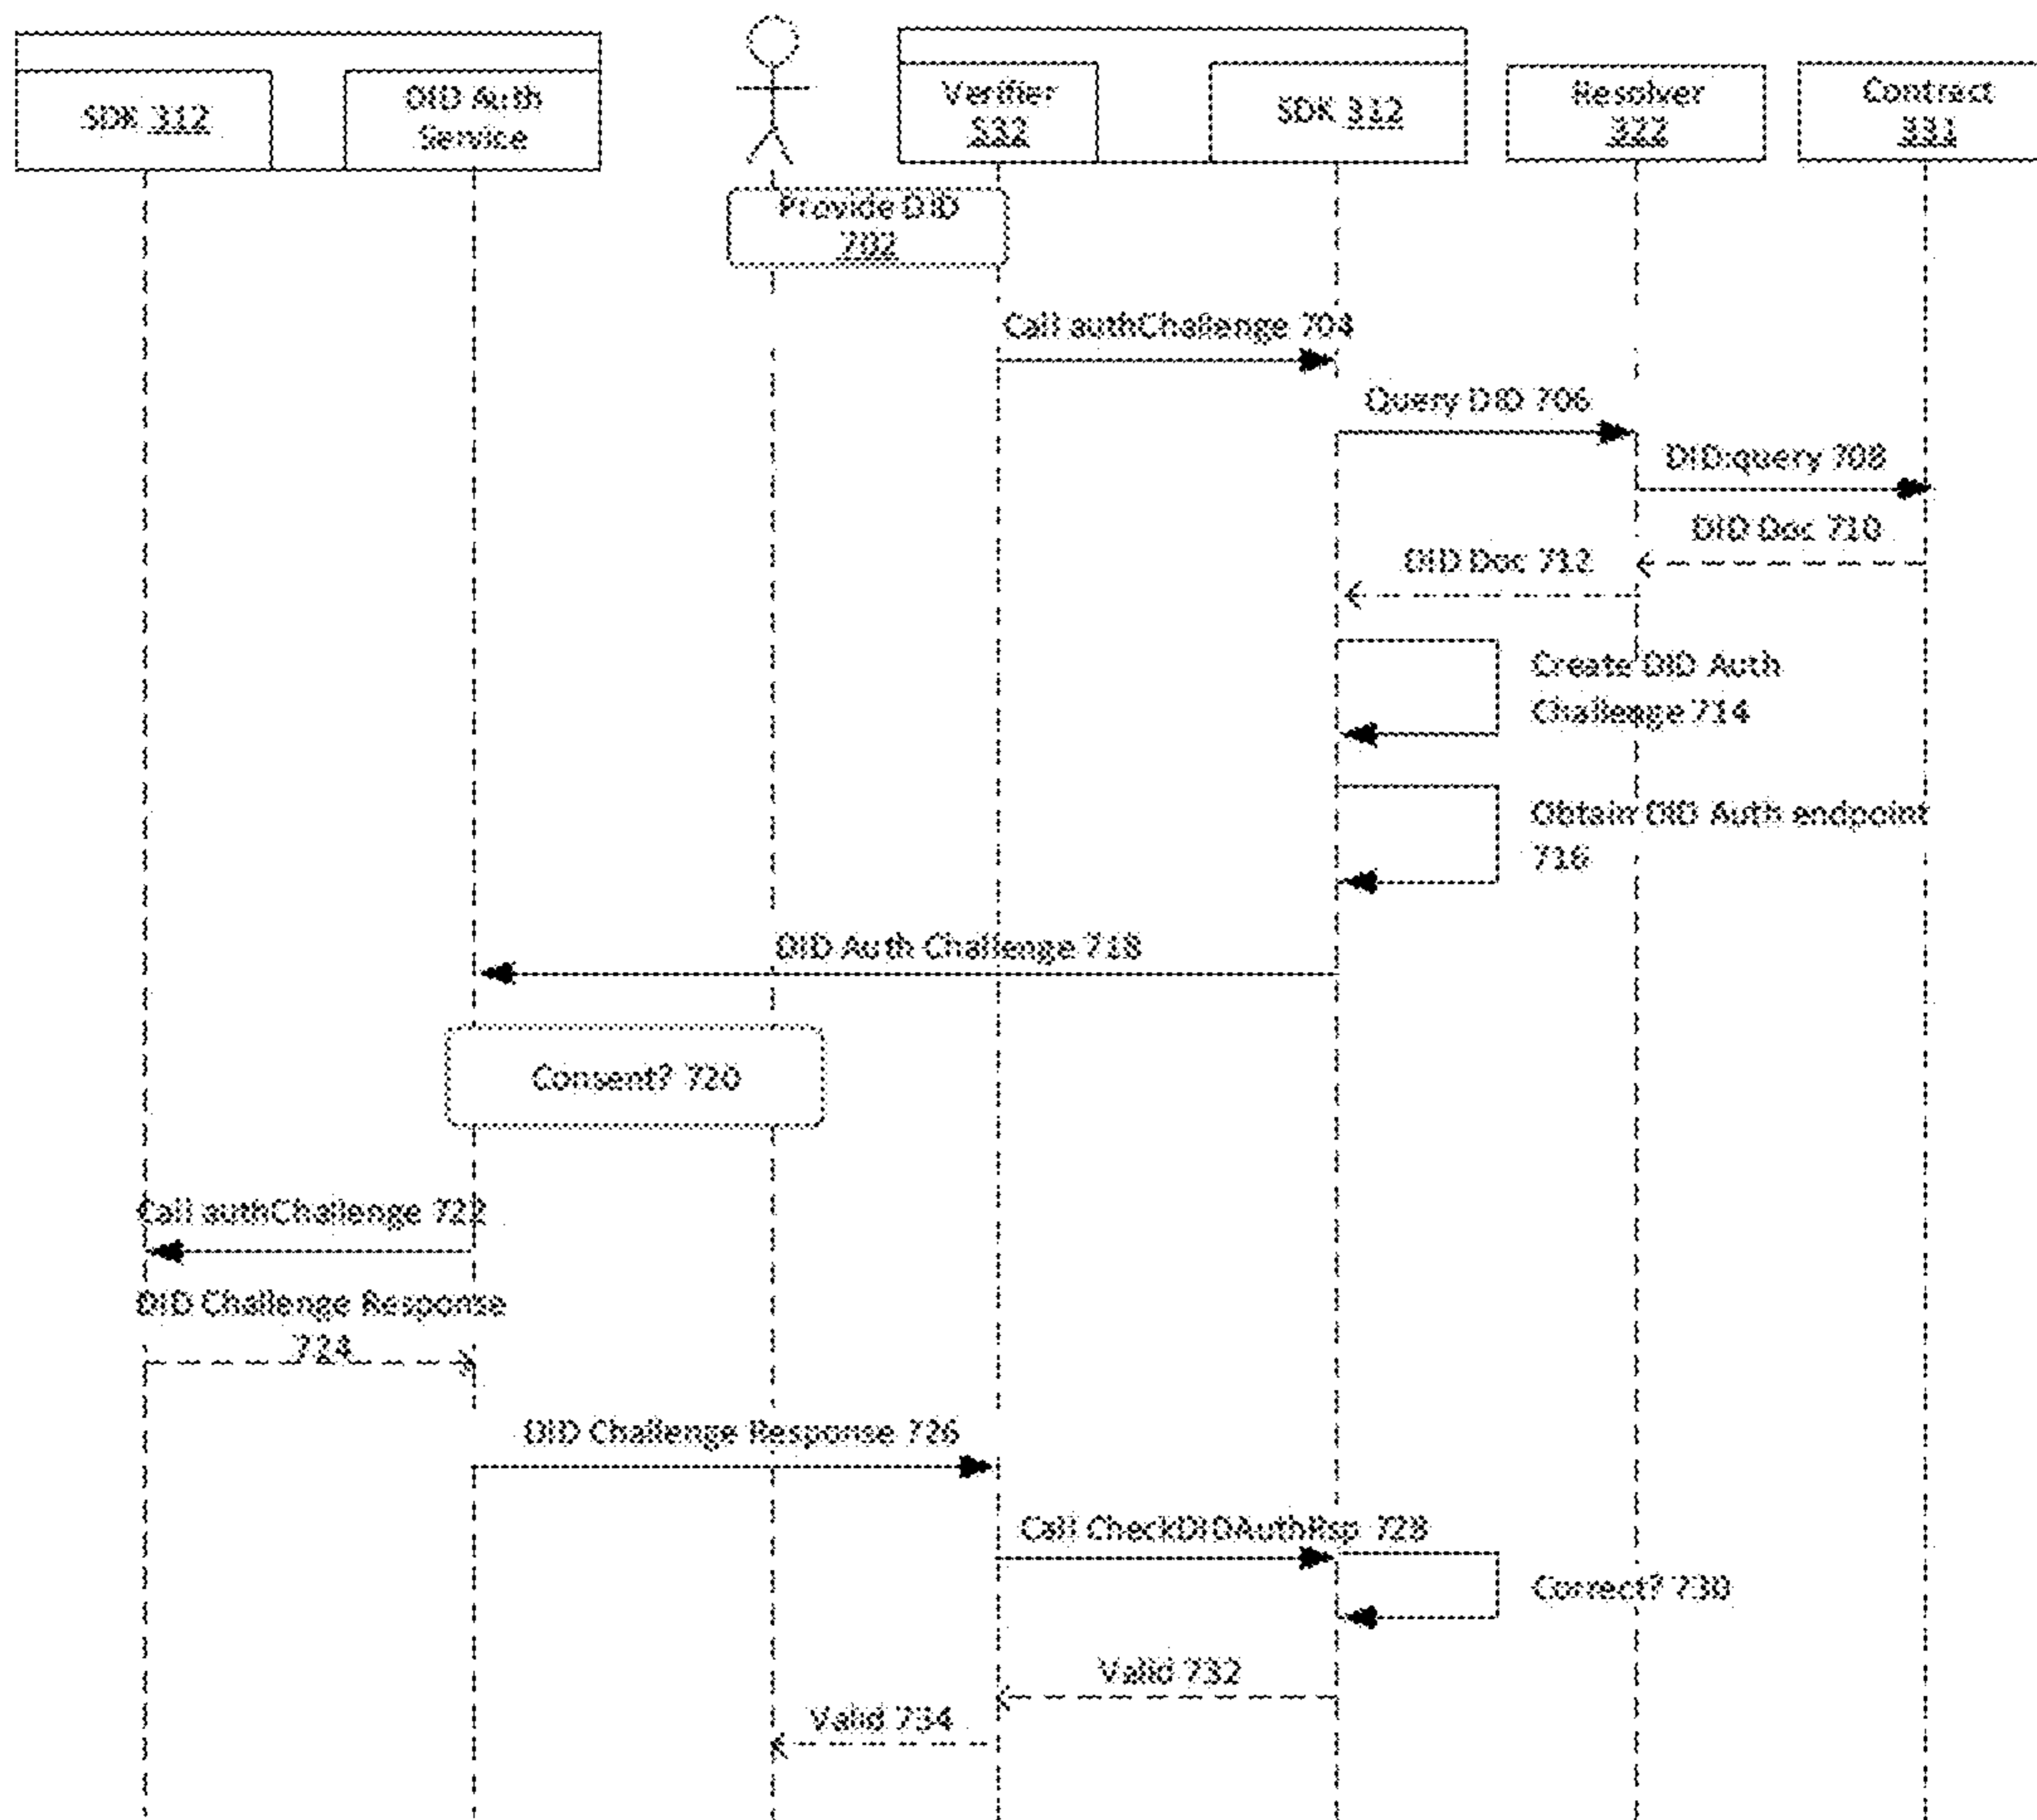 SDK 312
DID Auth
Service
Verifier
532
SDK 312
Resolver
322
Contract
331
Provide DID
702
Call authChallenge 704
Query DID 706
DID:query 708
DID Doc 710
DID Doc 712
Create DID Auth
Challenge 714
Obtain DID Auth endpoint
716
DID Auth Challenge 718
Consent? 720
Call authChallenge 722
DID Challenge Response
724
DID Challenge Response 726
Call CheckDIDAuthRsp 728
Correct? 730
Valid 732
Valid 734